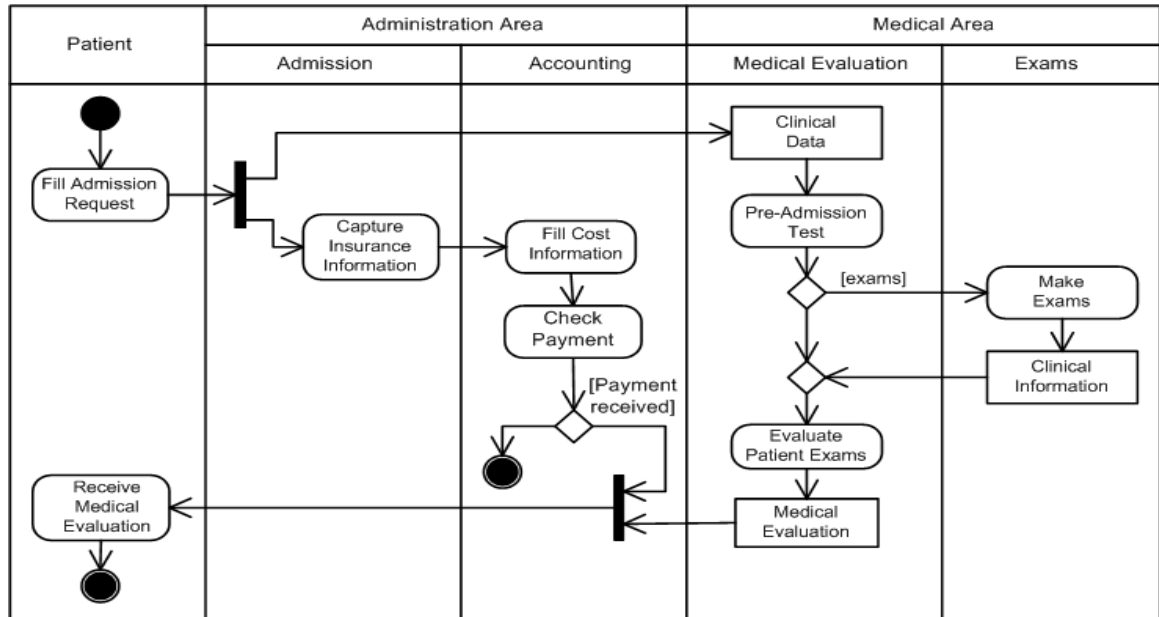 Patient
Administration Area
Medical Area
Admission
Accounting
Medical Evaluation
Exams
Fill Admission
Request
Capture
Insurance
Information
Fill Cost
Information
Check
Payment
[Payment
received]
Clinical
Data
Pre-Admission
Test
[exams]
Make
Exams
Clinical
Information
Evaluate
Patient Exams
Medical
Evaluation
Receive
Medical
Evaluation